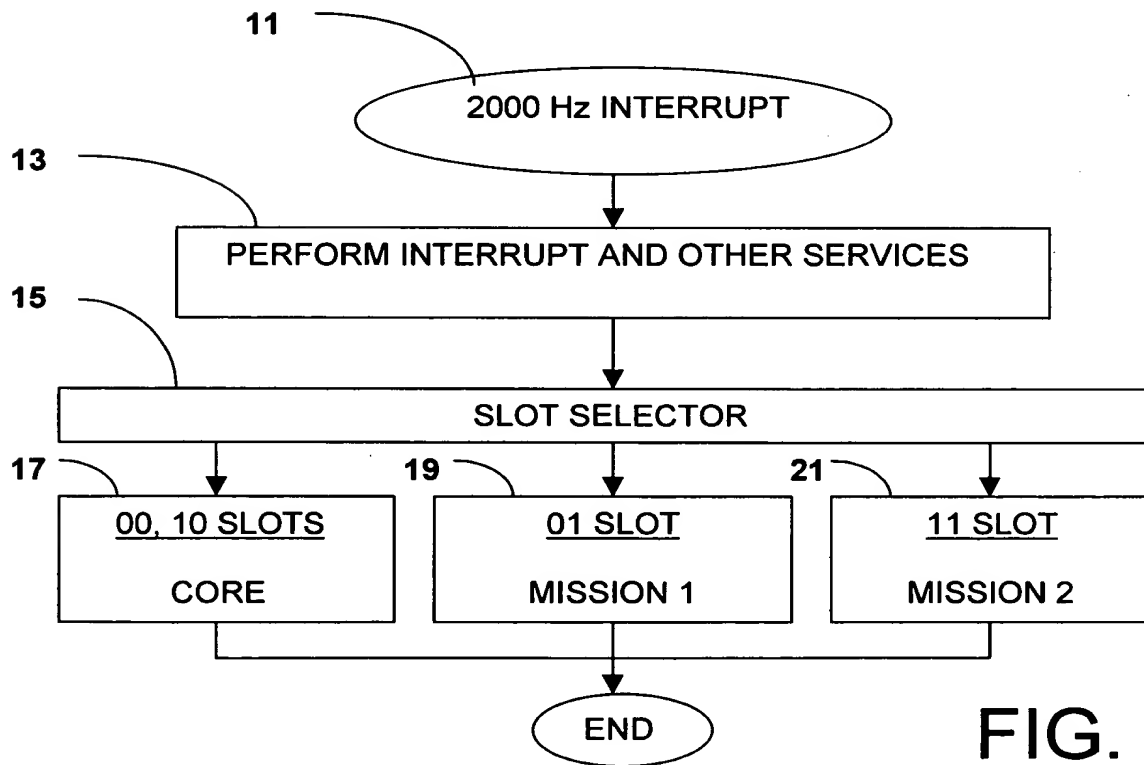 11
2000 Hz INTERRUPT
13
PERFORM INTERRUPT AND OTHER SERVICES
15
SLOT SELECTOR
17
00, 10 SLOTS
CORE
19
01 SLOT
MISSION 1
21
11 SLOT
MISSION 2
END
FIG.